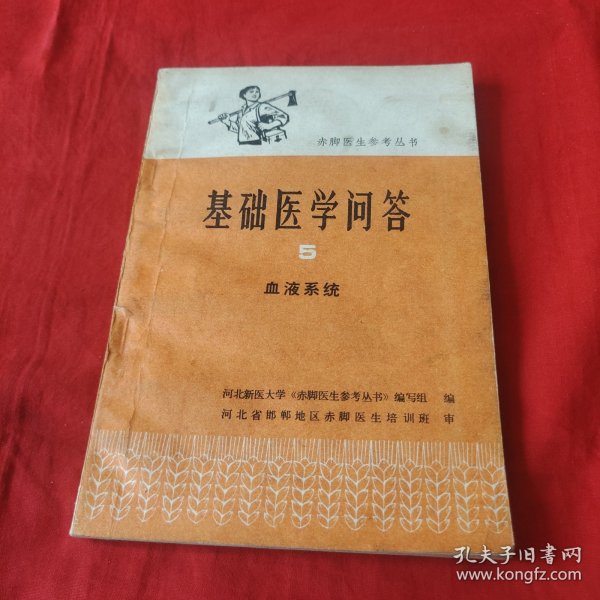 赤脚医生参考丛书
基础医学问答
5
血液系统
河北新医大学《赤脚医生参考丛书》编写组 编
河北省邯郸地区赤脚医生培训班 审
孔夫子旧书网
www.kongfz.com